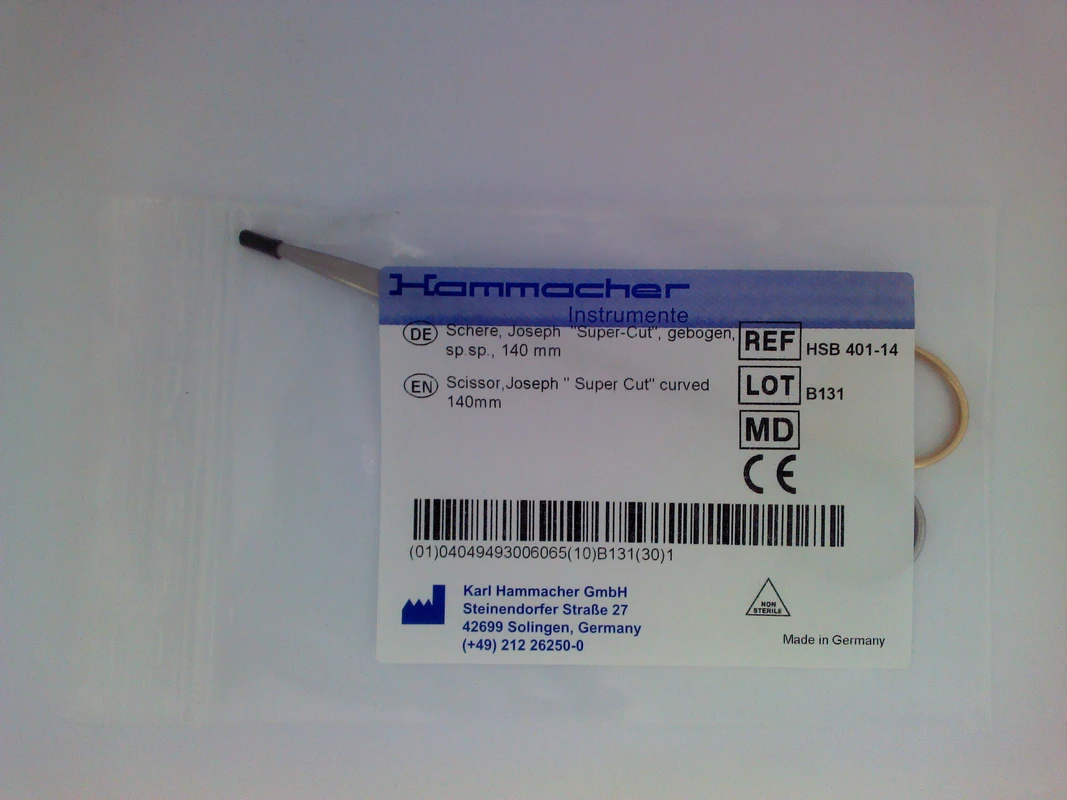 Hammacher
Instrumente
DE Schere, Joseph "Super-Cut", gebogen,
sp.sp., 140 mm
EN Scissor,Joseph " Super Cut" curved
140mm
REF HSB 401-14
LOT B131
MD
CE
(01)04049493006065(10)B131(30)1
Karl Hammacher GmbH
Steinendorfer Straße 27
42699 Solingen, Germany
(+49) 212 26250-0
NON
STERILE
Made in Germany